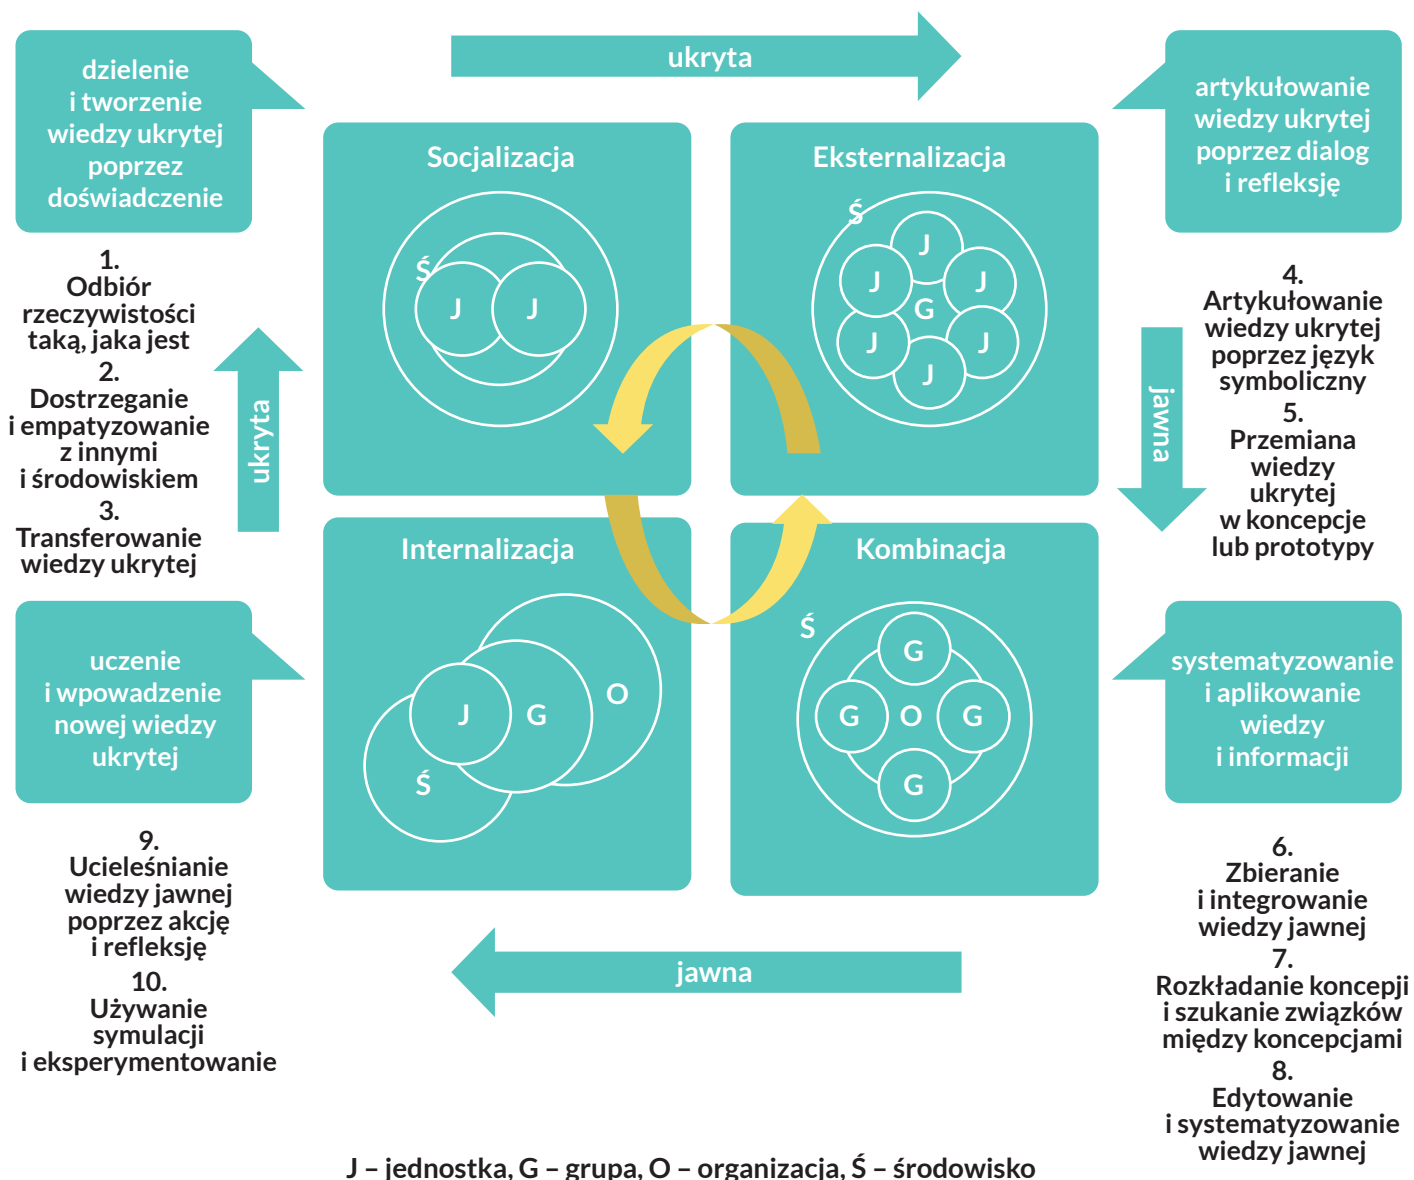 ukryta
dzielenie
i tworzenie
wiedzy ukrytej
poprzez
doświadczenie
artykułowanie
wiedzy ukrytej
poprzez dialog
i refleksję
Socjalizacja
Ś
J
J
Eksternalizacja
Ś
J
J
J
G
J
J
J
1.
Odbiór
rzeczywistości
taką, jaka jest
2.
Dostrzeganie
i empatyzowanie
z innymi
i środowiskiem
3.
Transferowanie
wiedzy ukrytej
ukryta
jawna
4.
Artykułowanie
wiedzy ukrytej
poprzez język
symboliczny
5.
Przemiana
wiedzy
ukrytej
w koncepcje
lub prototypy
Internalizacja
J
G
O
Ś
Kombinacja
Ś
G
G
O
G
G
uczenie
i wpowadzenie
nowej wiedzy
ukrytej
systematyzowanie
i aplikowanie
wiedzy
i informacji
9.
Ucieleśnianie
wiedzy jawnej
poprzez akcję
i refleksję
10.
Używanie
symulacji
i eksperymentowanie
jawna
6.
Zbieranie
i integrowanie
wiedzy jawnej
7.
Rozkładanie koncepji
i szukanie związków
między koncepcjami
8.
Edytowanie
i systematyzowanie
wiedzy jawnej
J – jednostka, G – grupa, O – organizacja, Ś – środowisko